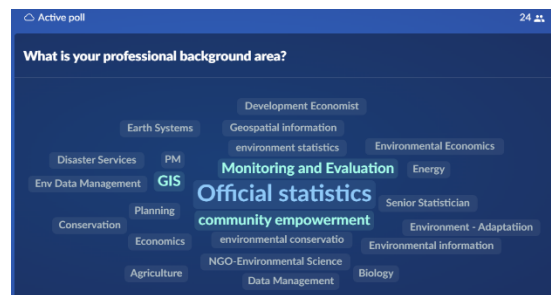 Active poll
24
What is your professional background area?
Development Economist
Earth Systems
Geospatial information
environment statistics
Environmental Economics
Disaster Services
PM
Monitoring and Evaluation
Energy
Env Data Management
GIS
Official statistics
Senior Statistician
Planning
community empowerment
Conservation
Environment - Adaptatiion
Economics
environmental conservatio
Environmental information
NGO-Environmental Science
Agriculture
Data Management
Biology